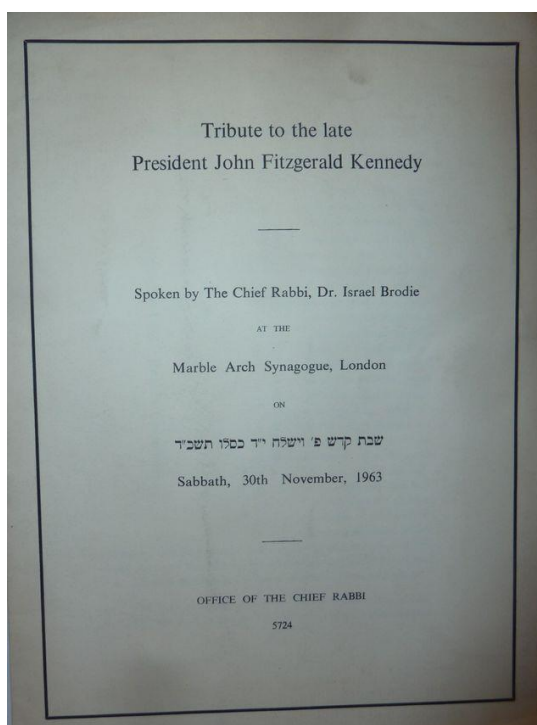 Tribute to the late
President John Fitzgerald Kennedy
Spoken by The Chief Rabbi, Dr. Israel Brodie
AT THE
Marble Arch Synagogue, London
ON
שבת קדש פ' וישלח י"ד כסלו תשכ"ד
Sabbath, 30th November, 1963
OFFICE OF THE CHIEF RABBI
5724